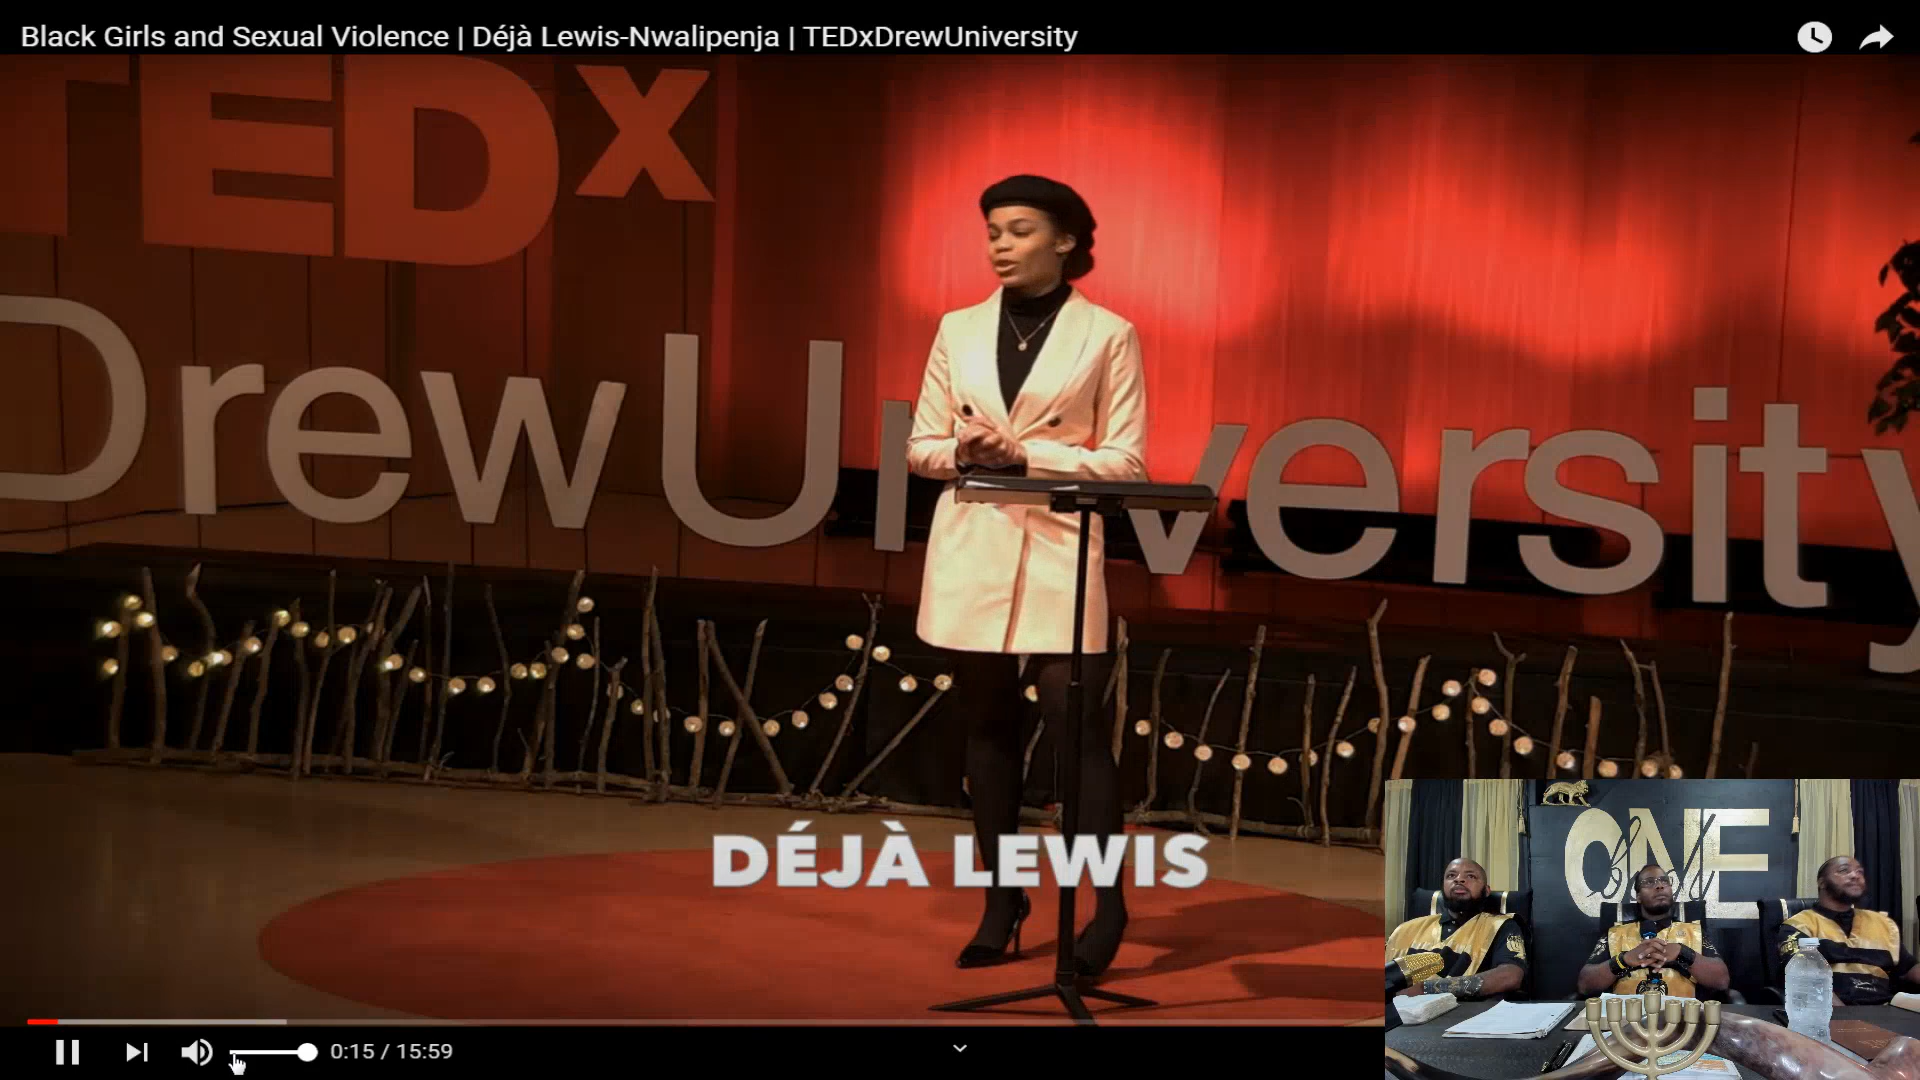 Black Girls and Sexual Violence | Déjà Lewis-Nwalipenja | TEDxDrewUniversity
TEDx
DrewUniversity
DÉJÀ LEWIS
ONE
0:15 / 15:59